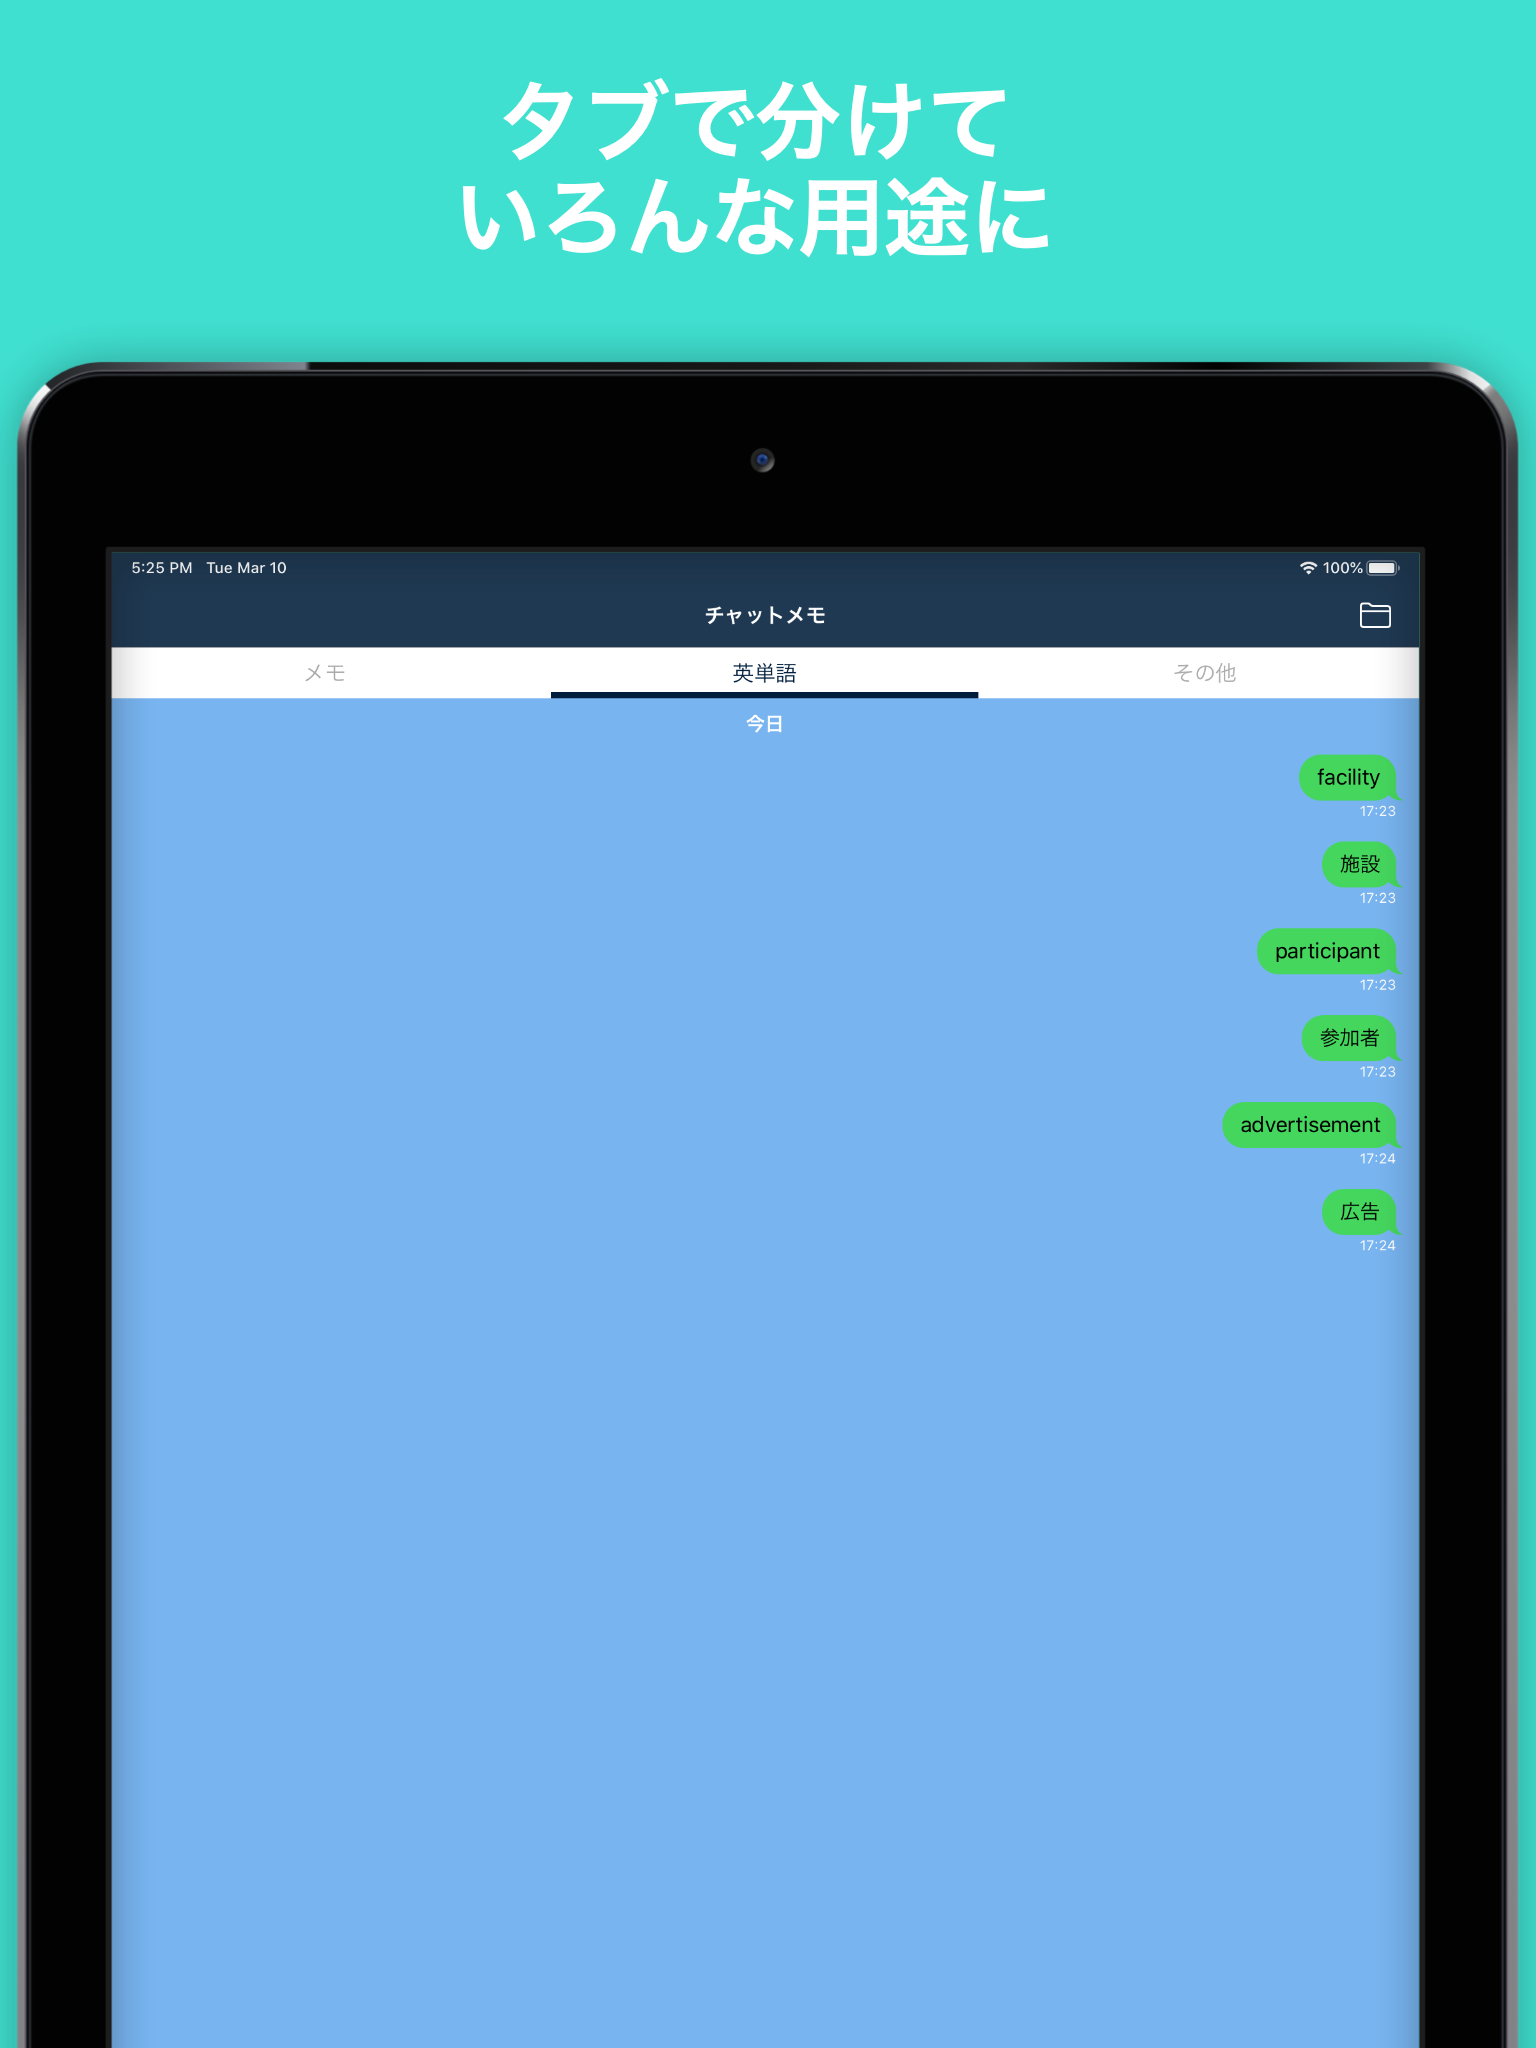 タブで分けて
いろんな用途に
5:25 PM Tue Mar 10 100%
チャットメモ
メモ 英単語 その他
今日
facility
17:23
施設
17:23
participant
17:23
参加者
17:23
advertisement
17:24
広告
17:24